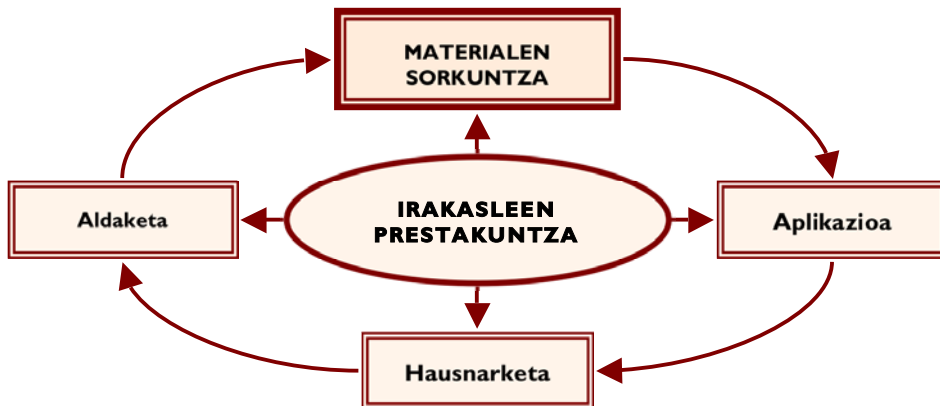 MATERIALEN
SORKUNTZA
Aldaketa
IRAKASLEEN
PRESTAKUNTZA
Aplikazioa
Hausnarketa